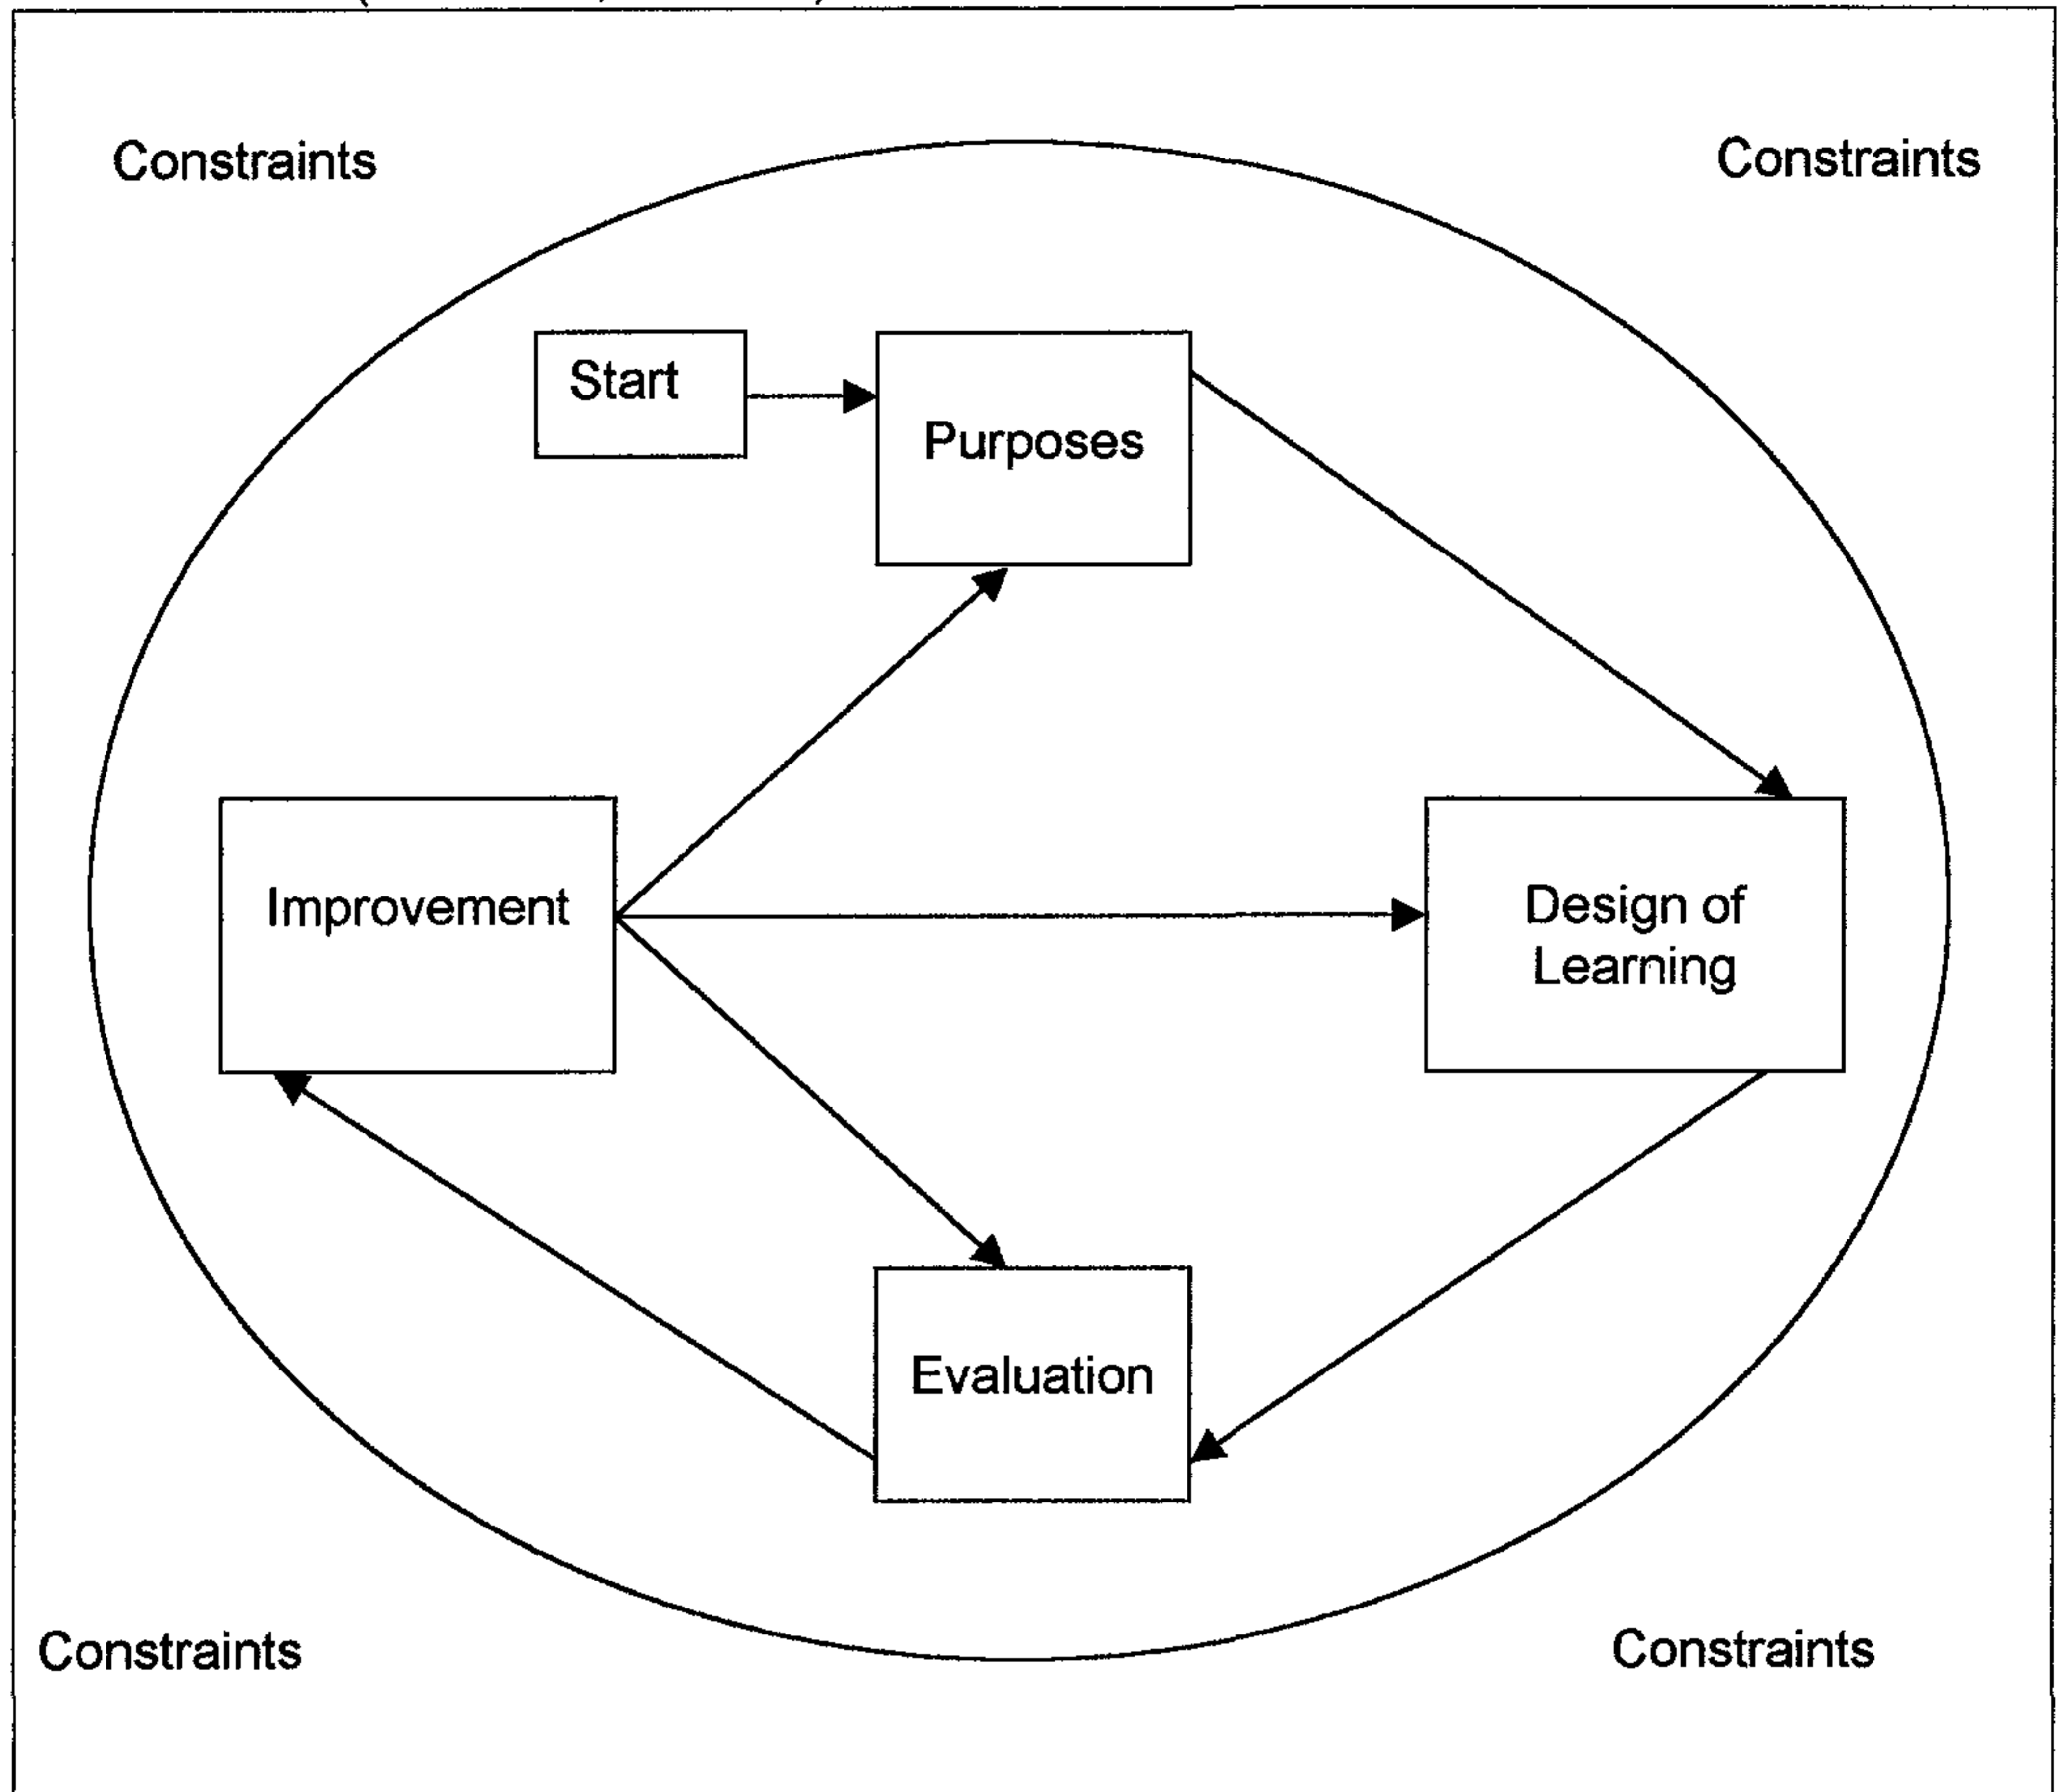 Constraints
Constraints
Start
Purposes
Improvement
Design of
Learning
Evaluation
Constraints
Constraints